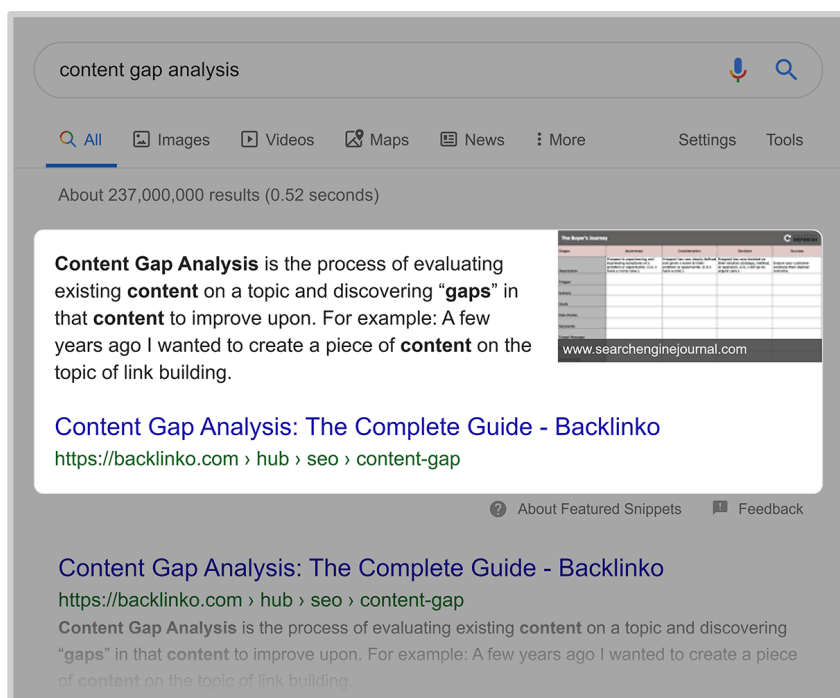 content gap analysis
All Images Videos Maps News More Settings Tools
About 237,000,000 results (0.52 seconds)
Content Gap Analysis is the process of evaluating
existing content on a topic and discovering “gaps” in
that content to improve upon. For example: A few
years ago I wanted to create a piece of content on the
topic of link building.
The Buyer's Journey
www.searchenginejournal.com
Content Gap Analysis: The Complete Guide - Backlinko
https://backlinko.com › hub › seo › content-gap
About Featured Snippets Feedback
Content Gap Analysis: The Complete Guide - Backlinko
https://backlinko.com › hub › seo › content-gap
Content Gap Analysis is the process of evaluating existing content on a topic and discovering
“gaps” in that content to improve upon. For example: A few years ago I wanted to create a piece
of content on the topic of link building.